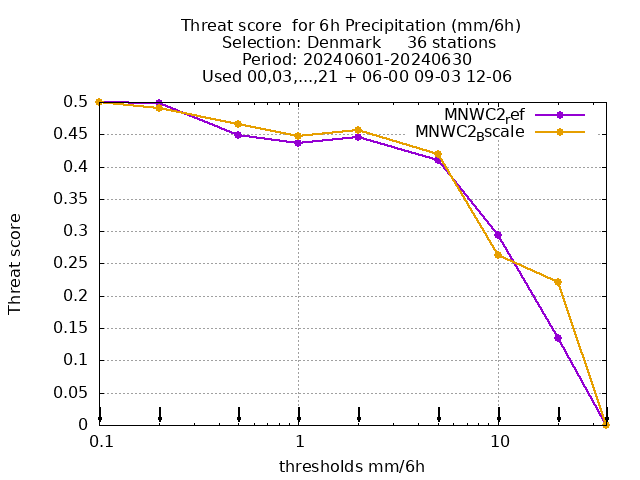 Threat score  for 6h Precipitation (mm/6h)
Selection: Denmark     36 stations
Period: 20240601-20240630
Used 00,03,...,21 + 06-00 09-03 12-06
MNWC2ref
MNWC2Bscale
0.5
0.45
0.4
0.35
0.3
0.25
0.2
0.15
0.1
0.05
0
Threat score
0.1 1 10
thresholds mm/6h